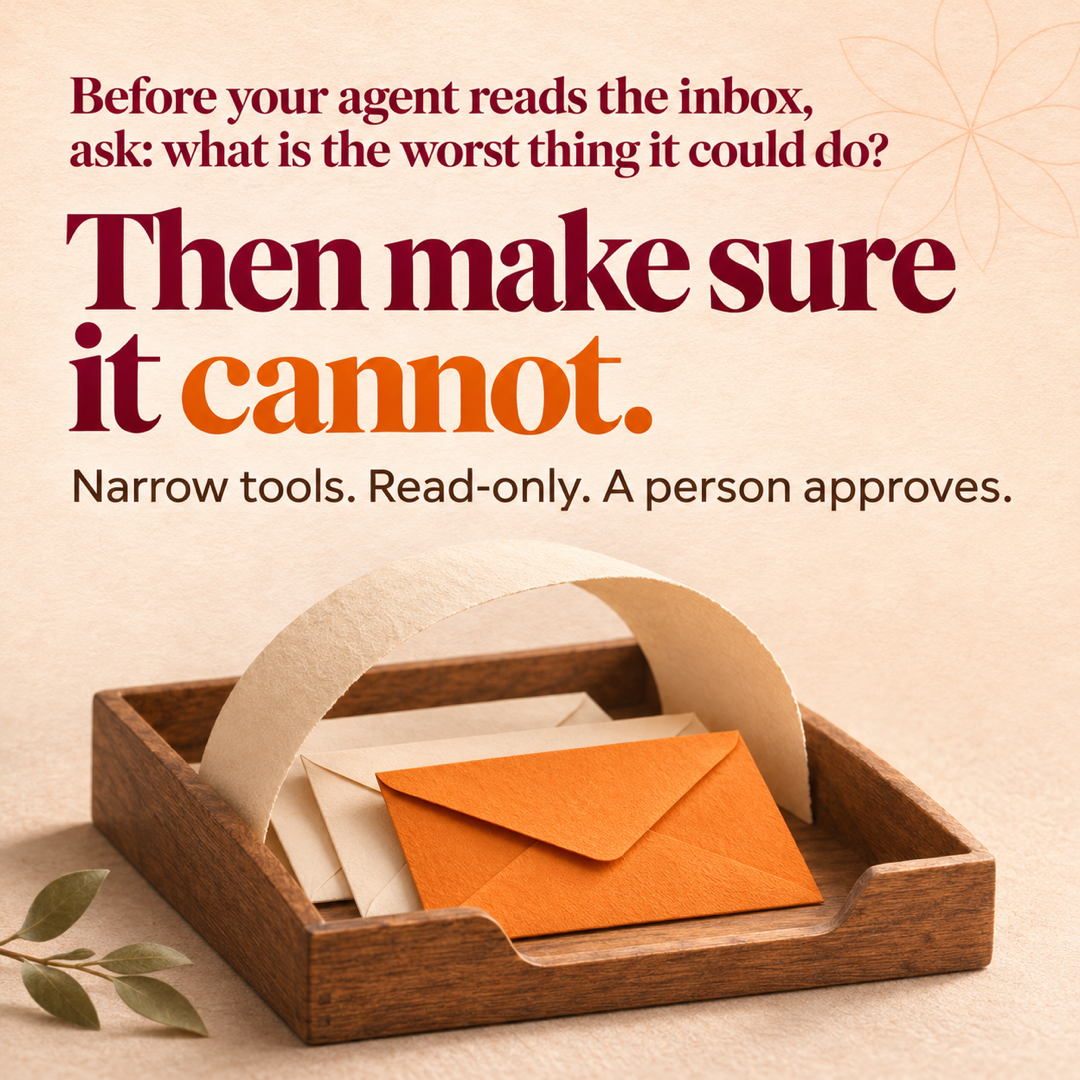 Before your agent reads the inbox,
ask: what is the worst thing it could do?
Then make sure
it cannot.
Narrow tools. Read-only. A person approves.